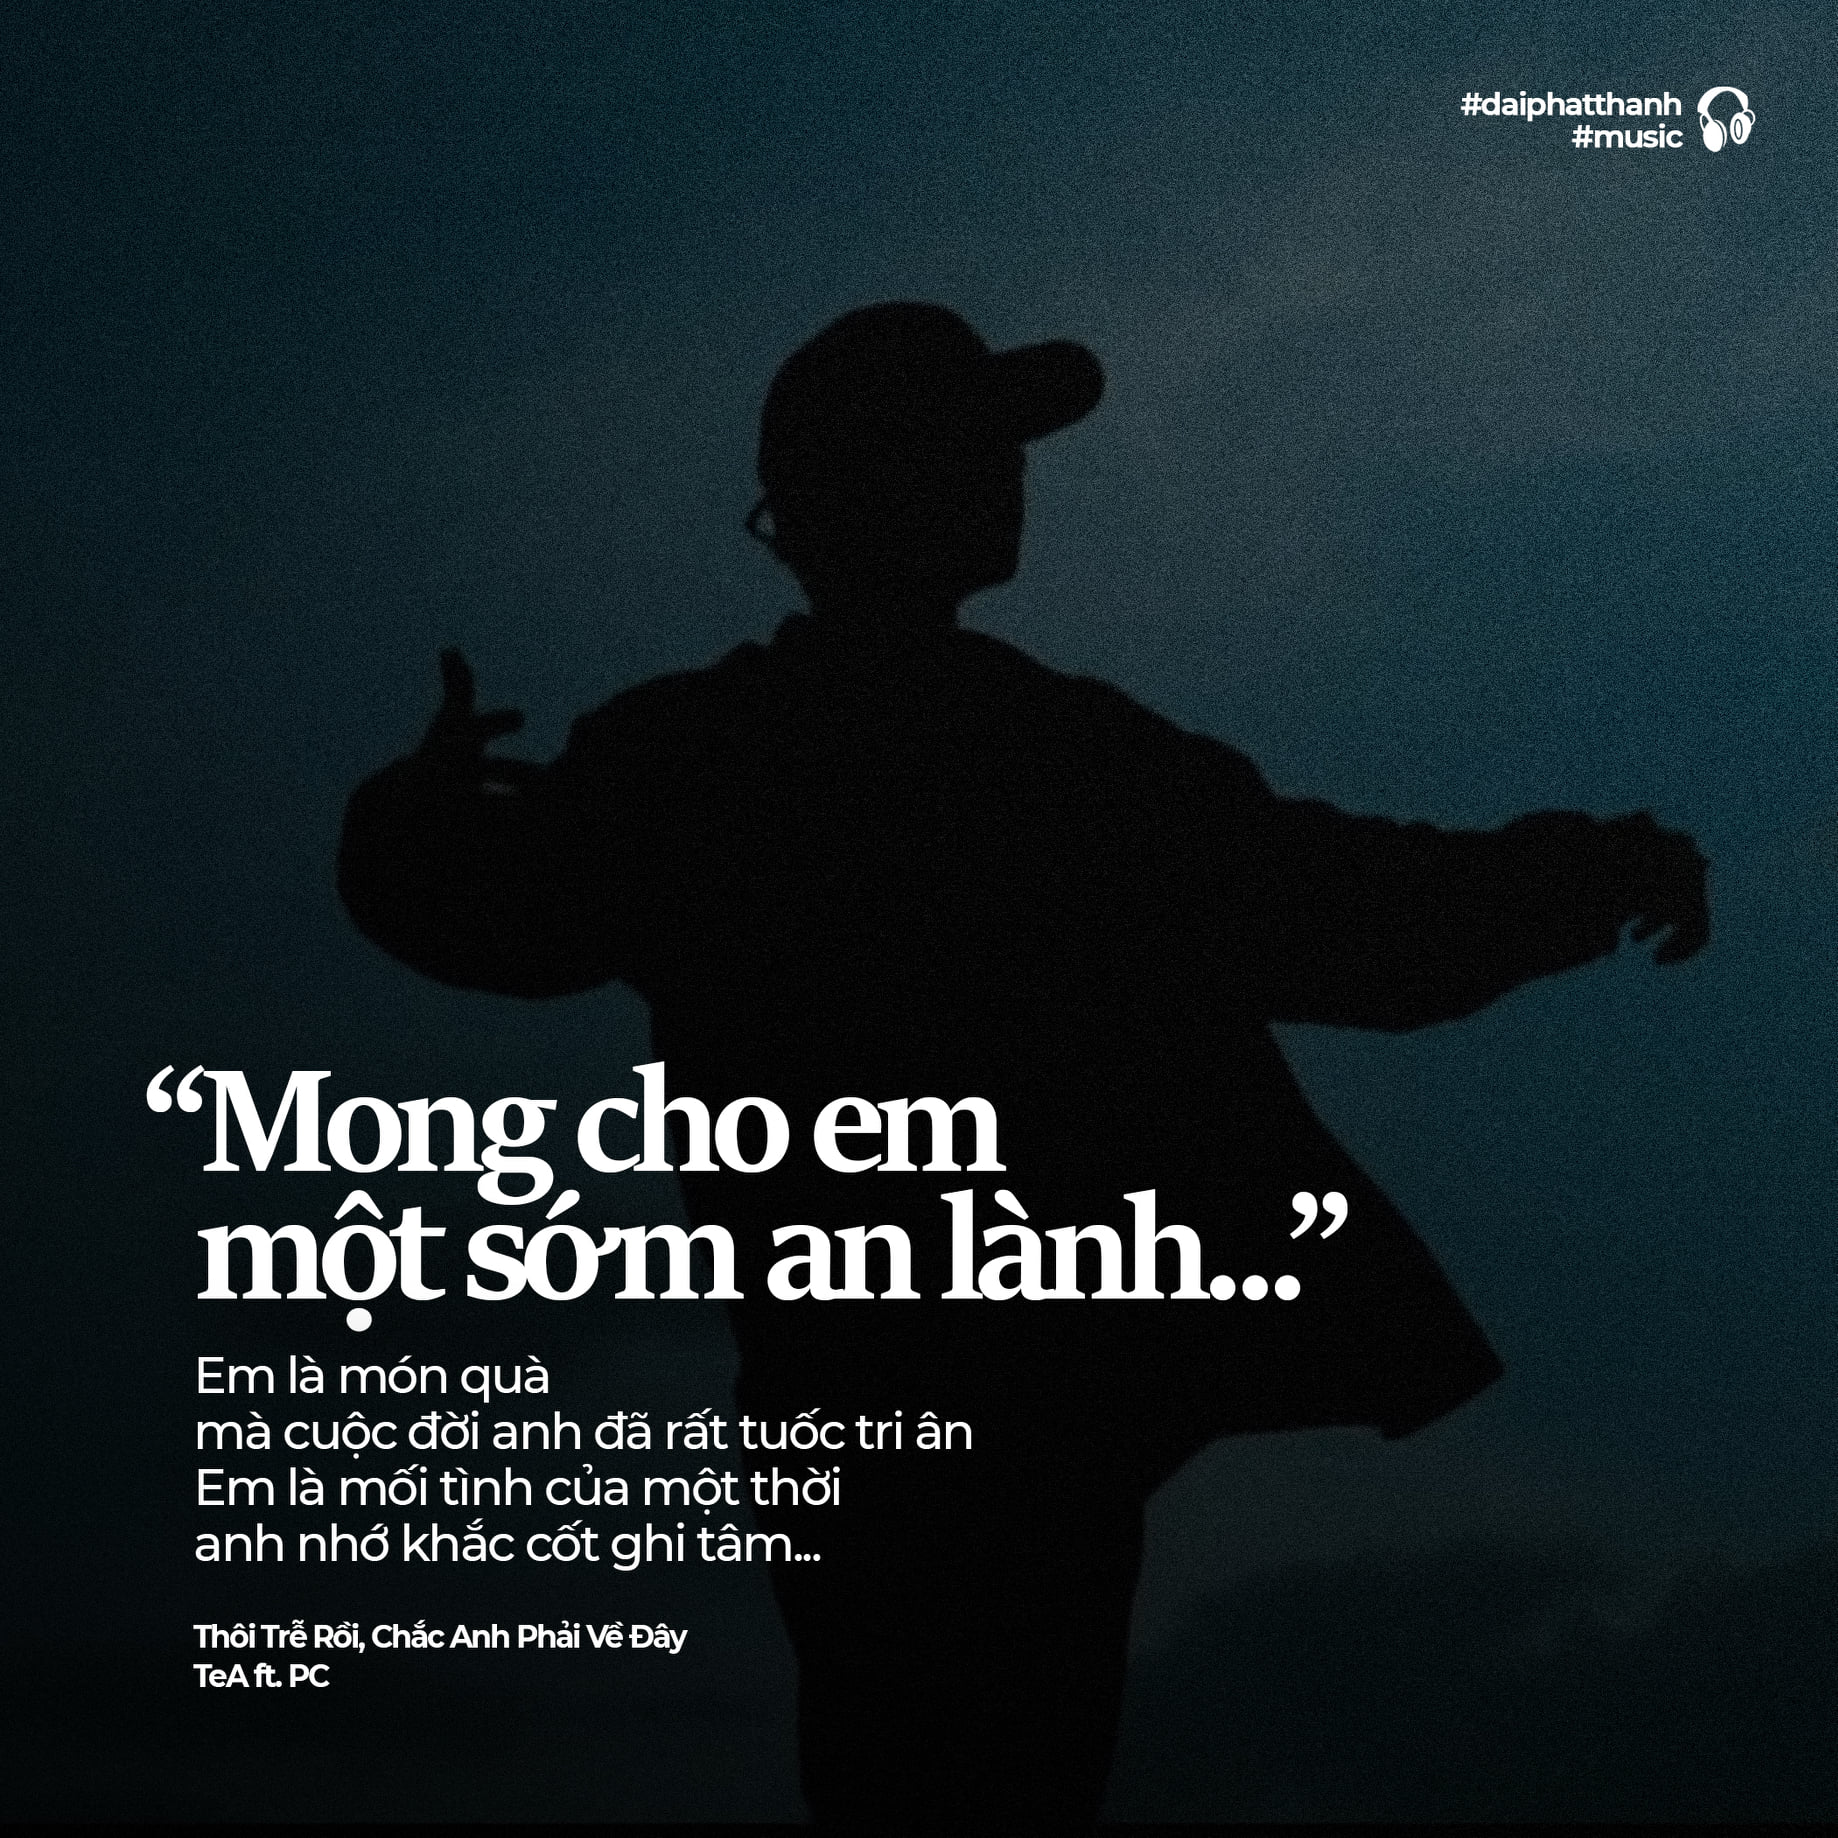 #daiphatthanh
#music
“Mong cho em
một sớm an lành...”
Em là món quà
mà cuộc đời anh đã rất tuốc tri ân
Em là mối tình của một thời
anh nhớ khắc cốt ghi tâm...
Thôi Trễ Rồi, Chắc Anh Phải Về Đây
TeA ft. PC